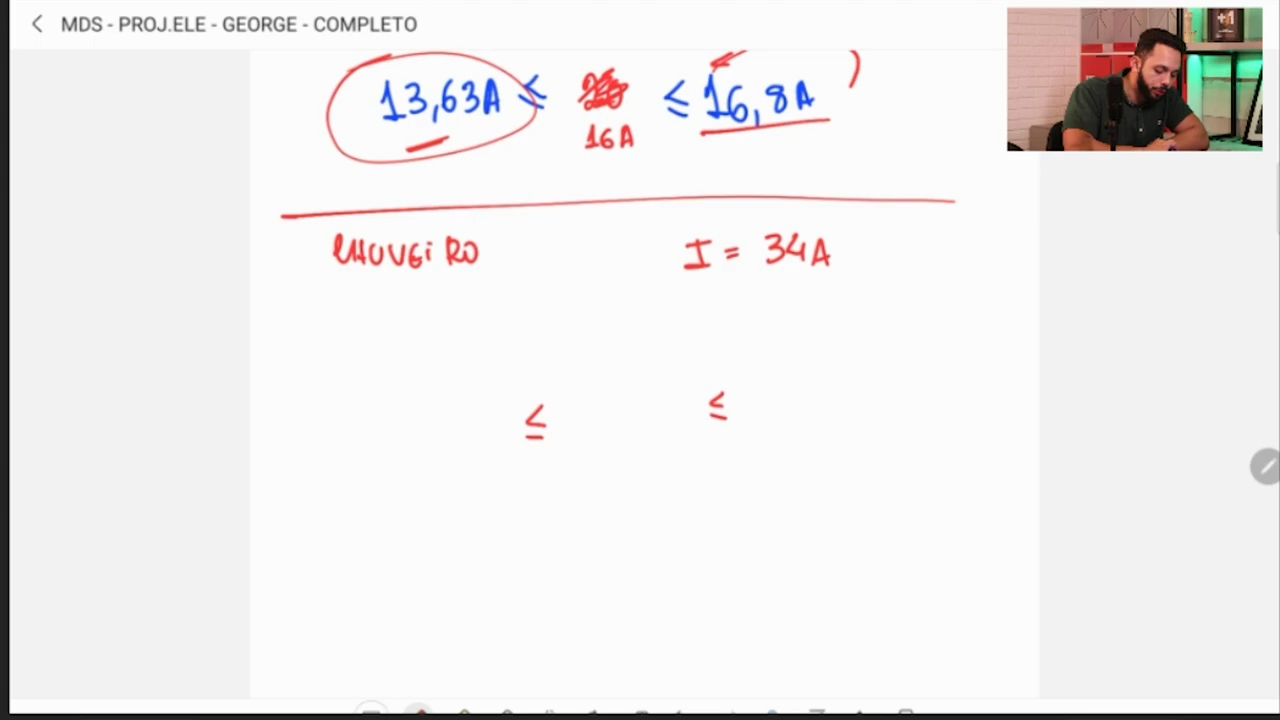 MDS - PROJ.ELE - GEORGE - COMPLETO
13,63A ≤ ≤ 16,8A )
16A
CHUVEIRO I = 34A
≤ ≤